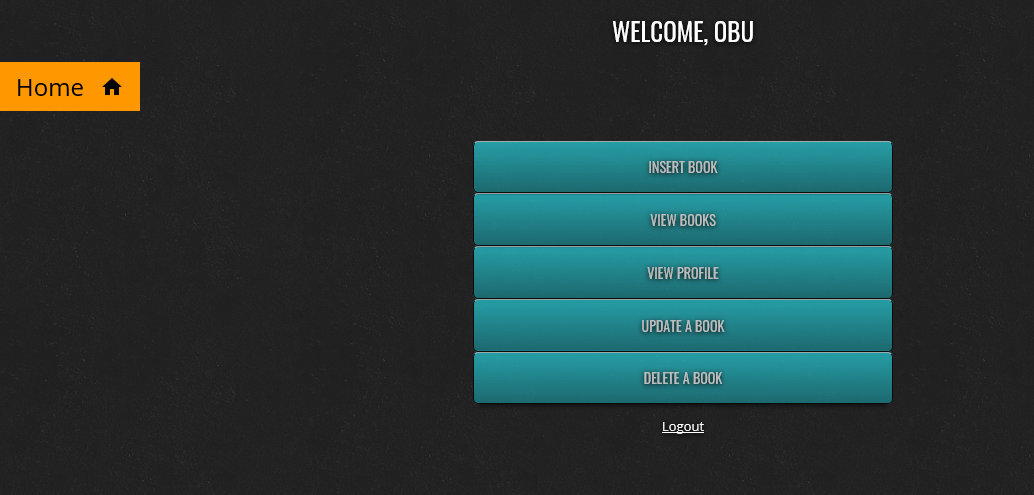 WELCOME, OBU
Home
INSERT BOOK
VIEW BOOKS
VIEW PROFILE
UPDATE A BOOK
DELETE A BOOK
Logout